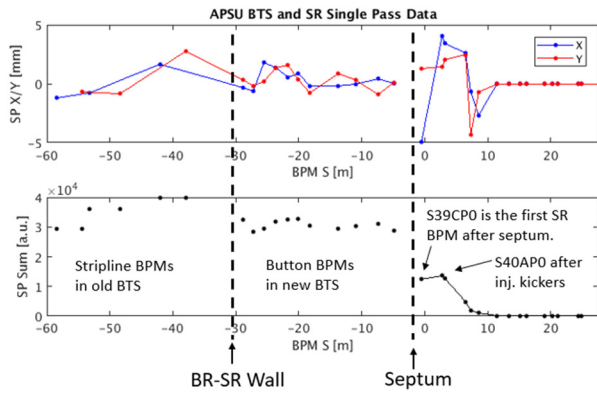 APSU BTS and SR Single Pass Data
SP X/Y [mm]
5
0
-5
X
Y
-60 -50 -40 -30 -20 -10 0 10 20
BPM S [m]
×10⁴
SP Sum [a.u.]
4
3
2
1
0
Stripline BPMs
in old BTS
Button BPMs
in new BTS
S39CP0 is the first SR
BPM after septum.
S40AP0 after
inj. kickers
-60 -50 -40 -30 -20 -10 0 10 20
BPM S [m]
BR-SR Wall
Septum